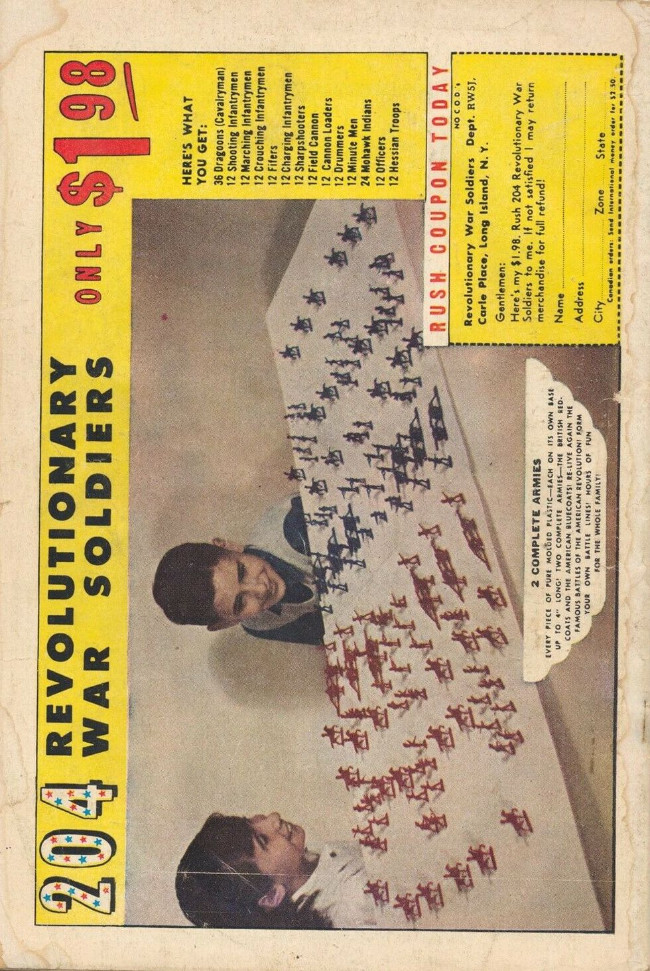 204 REVOLUTIONARY
WAR SOLDIERS
ONLY $1.98
HERE'S WHAT
YOU GET:
36 Dragoons (Cavalryman)
12 Shooting Infantrymen
12 Marching Infantrymen
12 Crouching Infantrymen
12 Fifers
12 Charging Infantrymen
12 Sharpshooters
12 Field Cannon
12 Cannon Loaders
12 Drummers
12 Minute Men
24 Mohawk Indians
12 Officers
12 Hessian Troops
RUSH COUPON TODAY
NO C O D's
Revolutionary War Soldiers Dept. RW5J,
Carle Place, Long Island, N. Y.
Gentlemen:
Here's my $1.98. Rush 204 Revolutionary War
Soldiers to me. If not satisfied I may return
merchandise for full refund!
Name
Address
City Zone State
Canadian orders: Send International money order for $2.50.
2 COMPLETE ARMIES
EVERY PIECE OF PURE MOLDED PLASTIC—EACH ON ITS OWN BASE
UP TO 4" LONG! TWO COMPLETE ARMIES—THE BRITISH RED-
COATS AND THE AMERICAN BLUECOATS! RE-LIVE AGAIN THE
FAMOUS BATTLES OF THE AMERICAN REVOLUTION! FORM
YOUR OWN BATTLE LINES! HOURS OF FUN
FOR THE WHOLE FAMILY!